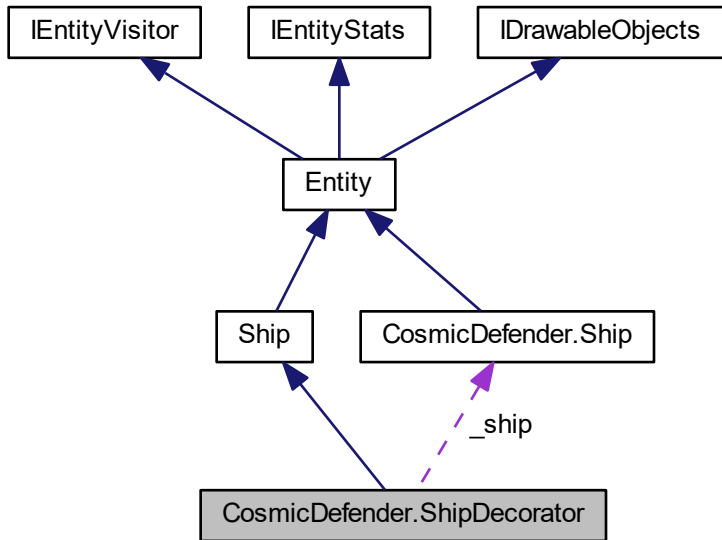 IEntityVisitor
IEntityStats
IDrawableObjects
Entity
Ship
CosmicDefender.Ship
_ship
CosmicDefender.ShipDecorator